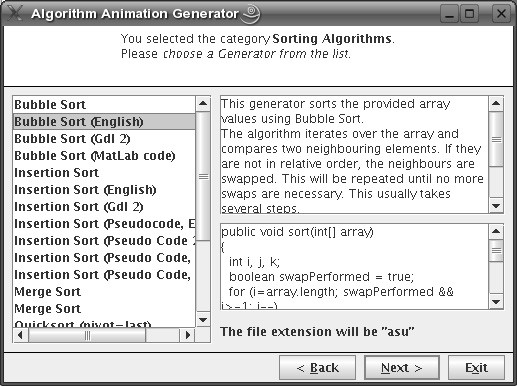 Algorithm Animation Generator
You selected the category Sorting Algorithms.
Please choose a Generator from the list.
Bubble Sort
Bubble Sort (English)
Bubble Sort (Gdl 2)
Bubble Sort (MatLab code)
Insertion Sort
Insertion Sort (English)
Insertion Sort (Gdl 2)
Insertion Sort (Pseudocode, E
Insertion Sort (Pseudo Code 2
Insertion Sort (Pseudo Code,
Insertion Sort (Pseudo Code,
Merge Sort
Merge Sort
Quicksort (pivot=last)
This generator sorts the provided array
values using Bubble Sort.
The algorithm iterates over the array and
compares two neighbouring elements. If they
are not in relative order, the neighbours are
swapped. This will be repeated until no more
swaps are necessary. This usually takes
several steps.
public void sort(int[] array)
{
int i, j, k;
boolean swapPerformed = true;
for (i=array.length; swapPerformed &&
i>-1; i--)
The file extension will be "asu"
< Back
Next >
Exit